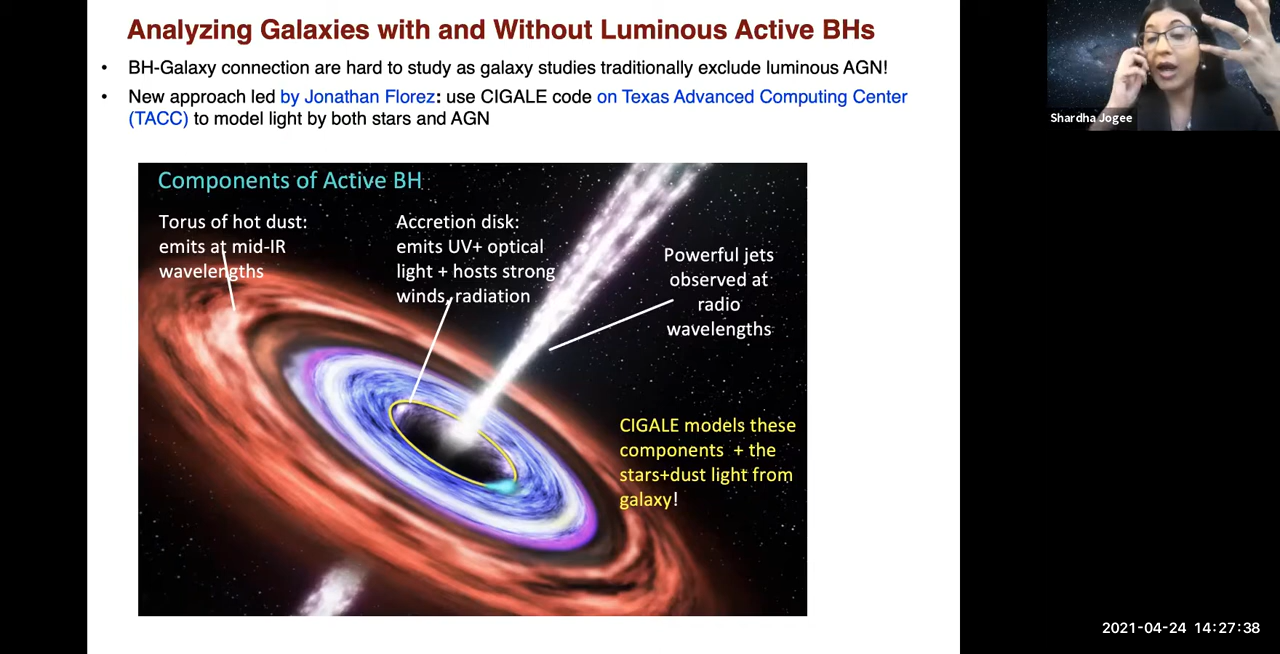 Analyzing Galaxies with and Without Luminous Active BHs
• BH-Galaxy connection are hard to study as galaxy studies traditionally exclude luminous AGN!
• New approach led by Jonathan Florez: use CIGALE code on Texas Advanced Computing Center
(TACC) to model light by both stars and AGN
Components of Active BH
Torus of hot dust:
emits at mid-IR
wavelengths
Accretion disk:
emits UV+ optical
light + hosts strong
winds, radiation
Powerful jets
observed at
radio
wavelengths
CIGALE models these
components + the
stars+dust light from
galaxy!
Shardha Jogee
2021-04-24 14:27:38